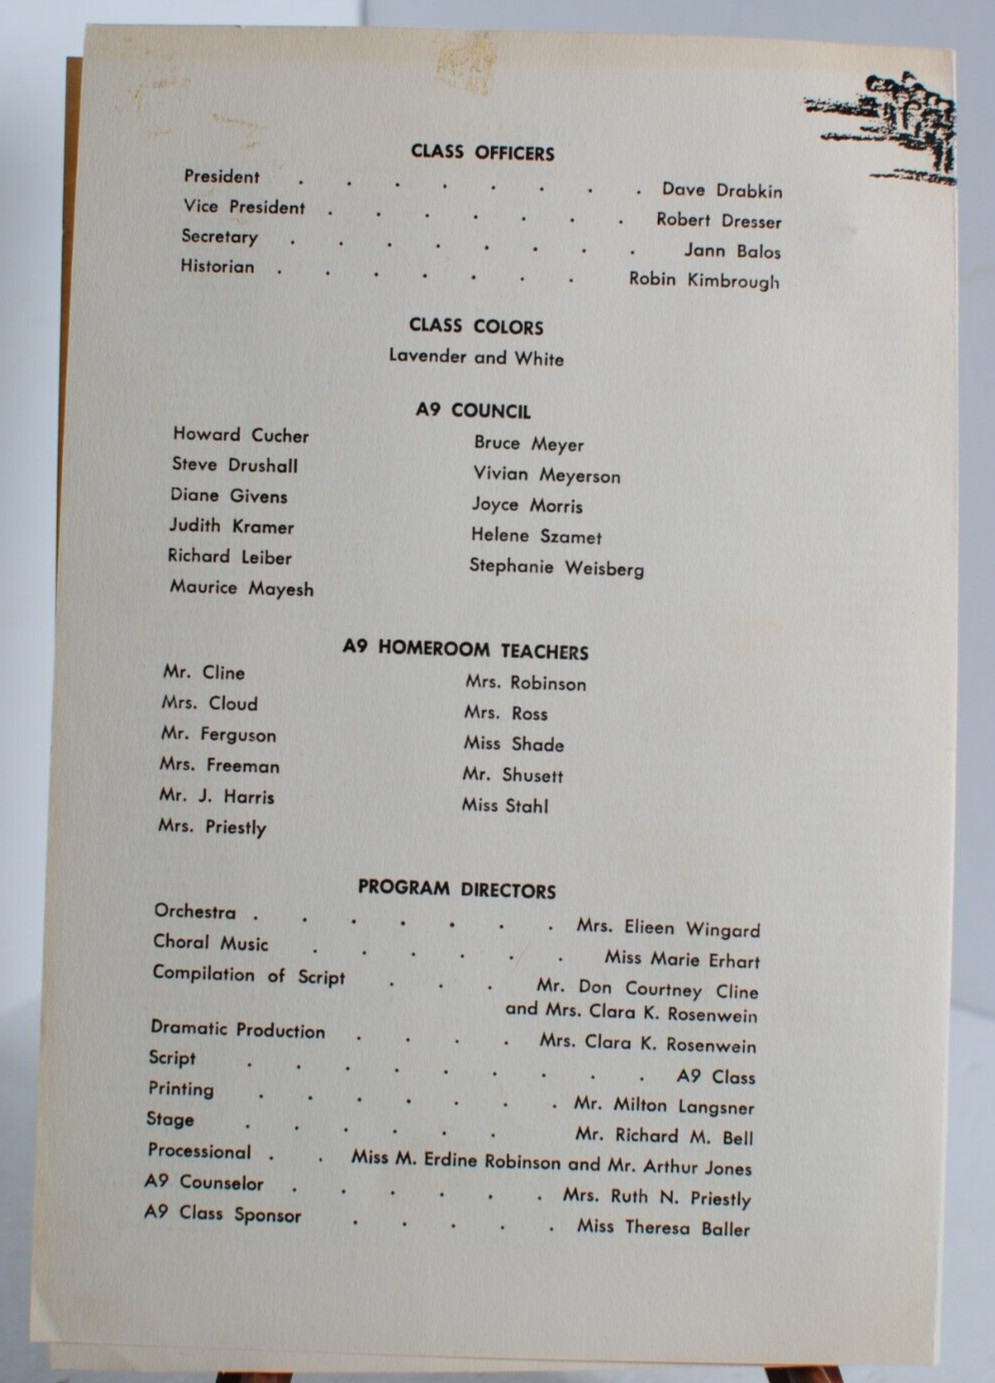 CLASS OFFICERS
President . . . . . . . . Dave Drabkin
Vice President . . . . . . . Robert Dresser
Secretary . . . . . . . . Jann Balos
Historian . . . . . . . Robin Kimbrough
CLASS COLORS
Lavender and White
A9 COUNCIL
Howard Cucher
Steve Drushall
Diane Givens
Judith Kramer
Richard Leiber
Maurice Mayesh
Bruce Meyer
Vivian Meyerson
Joyce Morris
Helene Szamet
Stephanie Weisberg
A9 HOMEROOM TEACHERS
Mr. Cline
Mrs. Cloud
Mr. Ferguson
Mrs. Freeman
Mr. J. Harris
Mrs. Priestly
Mrs. Robinson
Mrs. Ross
Miss Shade
Mr. Shusett
Miss Stahl
PROGRAM DIRECTORS
Orchestra . . . . . . . Mrs. Elieen Wingard
Choral Music . . . . . . Miss Marie Erhart
Compilation of Script . . . Mr. Don Courtney Cline
and Mrs. Clara K. Rosenwein
Dramatic Production . . . . Mrs. Clara K. Rosenwein
Script . . . . . . . . . A9 Class
Printing . . . . . . . Mr. Milton Langsner
Stage . . . . . . Mr. Richard M. Bell
Processional . . Miss M. Erdine Robinson and Mr. Arthur Jones
A9 Counselor . . . . . . Mrs. Ruth N. Priestly
A9 Class Sponsor . . . . . Miss Theresa Baller